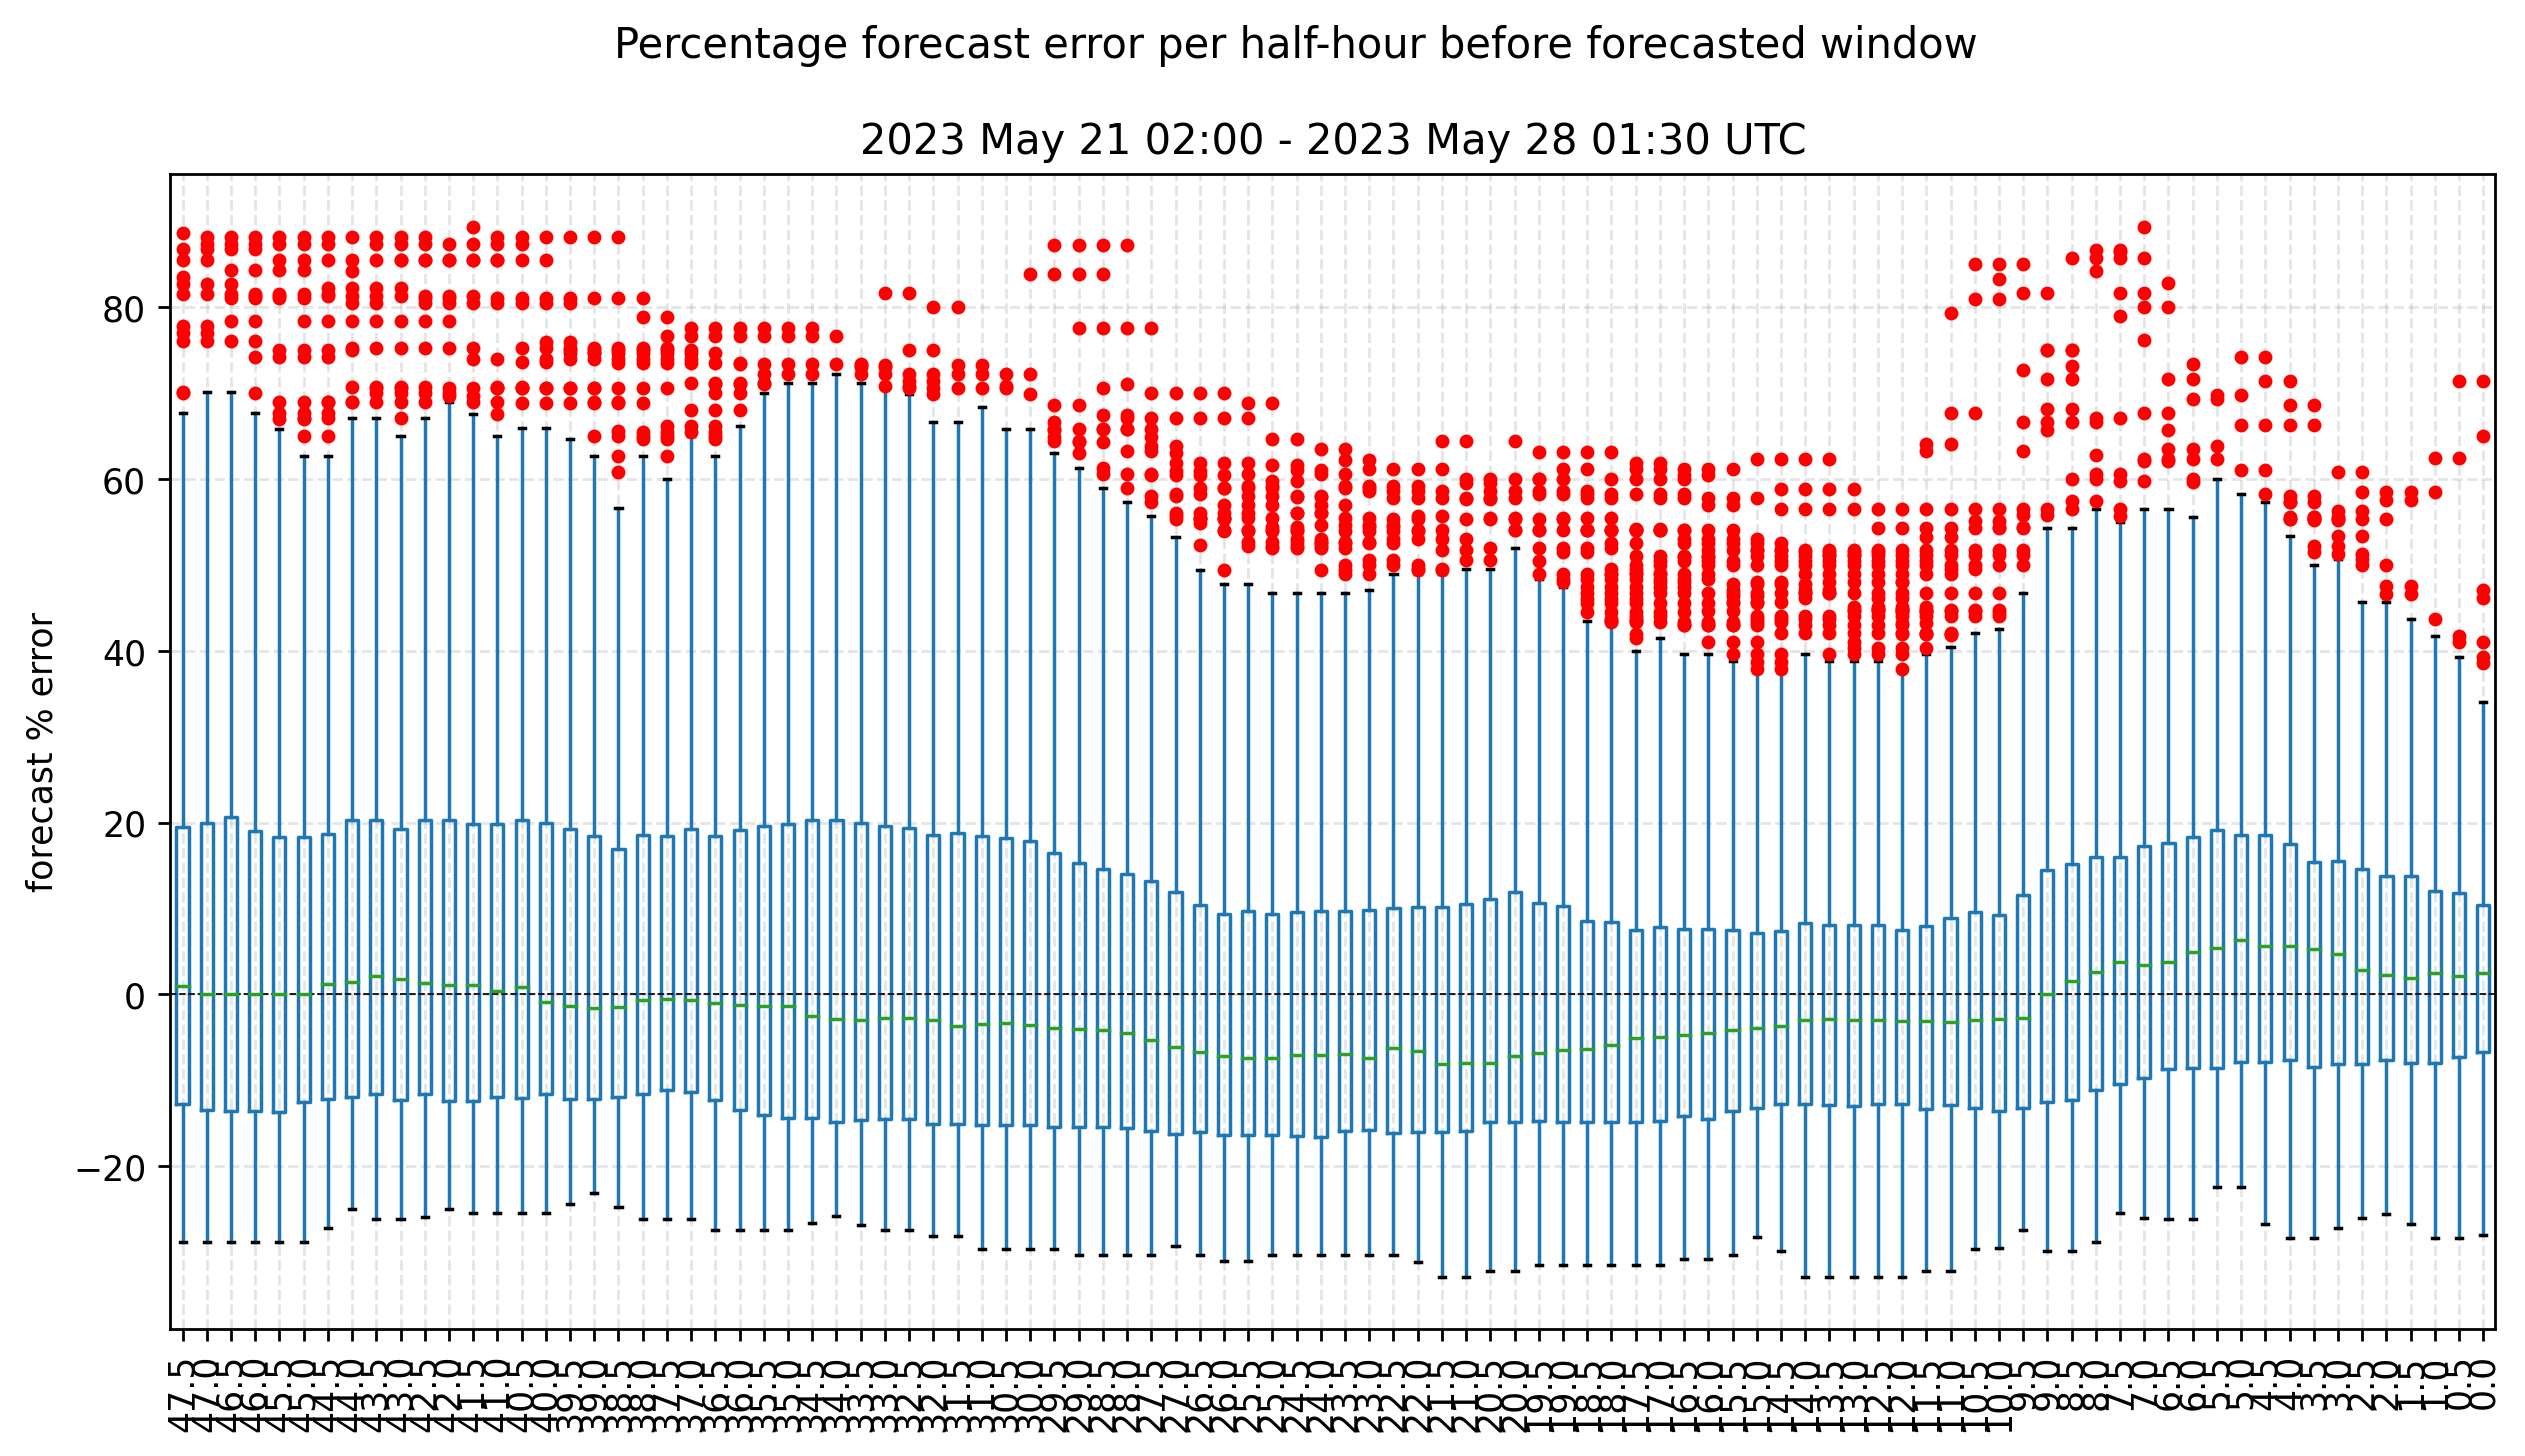 Percentage forecast error per half-hour before forecasted window
2023 May 21 02:00 - 2023 May 28 01:30 UTC
80
60
40
20
0
−20
forecast % error
47.5 47.0 46.5 46.0 45.5 45.0 44.5 44.0 43.5 43.0 42.5 42.0 41.5 41.0 40.5 40.0 39.5 39.0 38.5 38.0 37.5 37.0 36.5 36.0 35.5 35.0 34.5 34.0 33.5 33.0 32.5 32.0 31.5 31.0 30.5 30.0 29.5 29.0 28.5 28.0 27.5 27.0 26.5 26.0 25.5 25.0 24.5 24.0 23.5 23.0 22.5 22.0 21.5 21.0 20.5 20.0 19.5 19.0 18.5 18.0 17.5 17.0 16.5 16.0 15.5 15.0 14.5 14.0 13.5 13.0 12.5 12.0 11.5 11.0 10.5 10.0 9.5 9.0 8.5 8.0 7.5 7.0 6.5 6.0 5.5 5.0 4.5 4.0 3.5 3.0 2.5 2.0 1.5 1.0 0.5 0.0